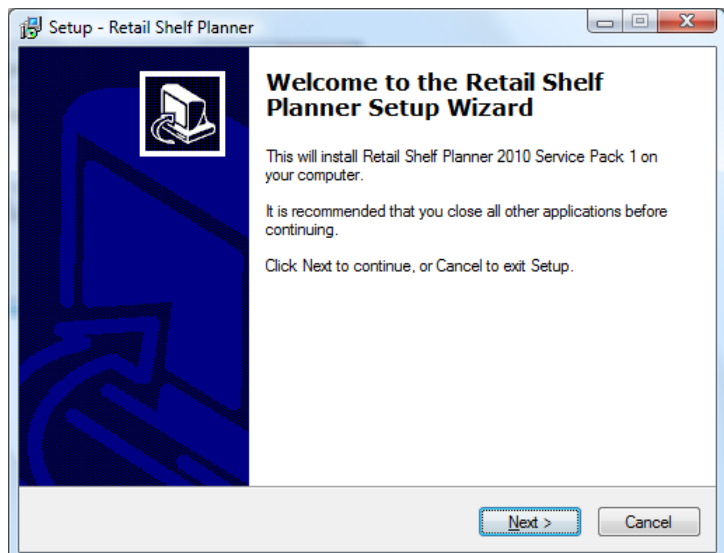 Setup - Retail Shelf Planner
Welcome to the Retail Shelf
Planner Setup Wizard
This will install Retail Shelf Planner 2010 Service Pack 1 on
your computer.
It is recommended that you close all other applications before
continuing.
Click Next to continue, or Cancel to exit Setup.
Next >
Cancel